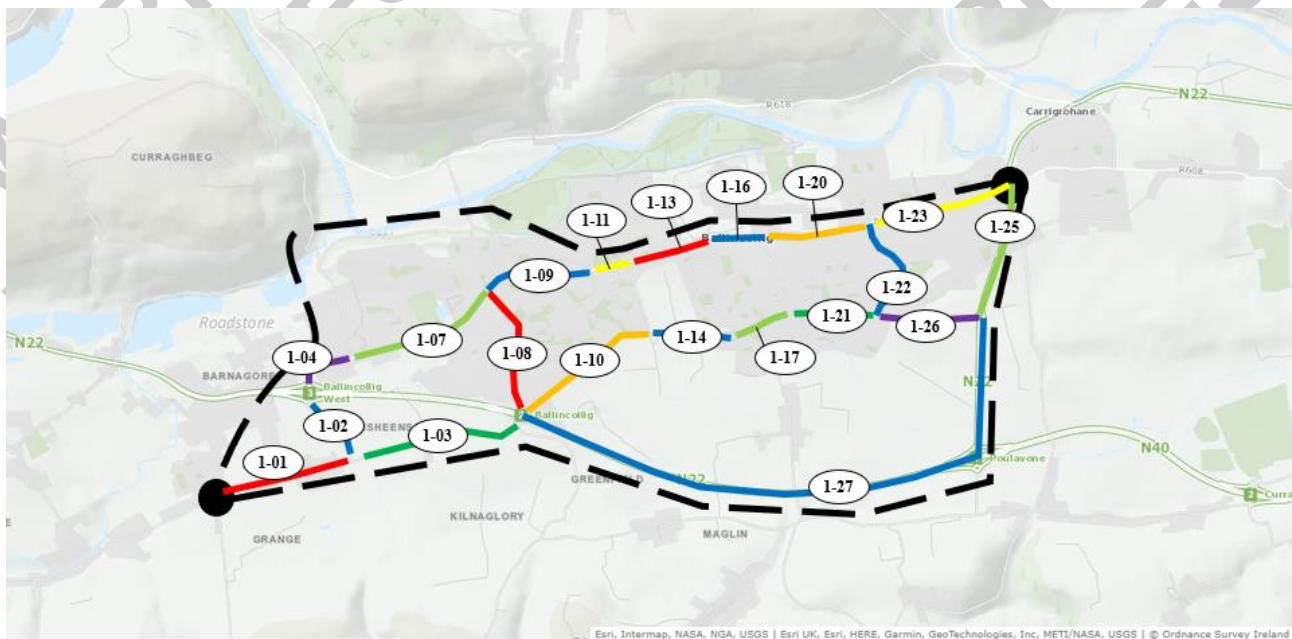 N22
Carrigrohane
R618
CURRAGHBEG
R608
1-16
1-20
1-13
1-23
1-11
1-25
1-09
1-22
Roadstone
1-21
1-26
1-07
1-14
N22
1-04
1-08
1-10
1-17
BARNAGORE
Ballincollig
West
N22
Ballincollig
1-02
1-03
N40
Poulavone
1-01
N22
1-27
2
KILNAGLORY
GRANGE
MAGLIN
Esri, Intermap, NASA, NGA, USGS | Esri UK, Esri, HERE, Garmin, GeoTechnologies, Inc, METI/NASA, USGS | © Ordnance Survey Ireland